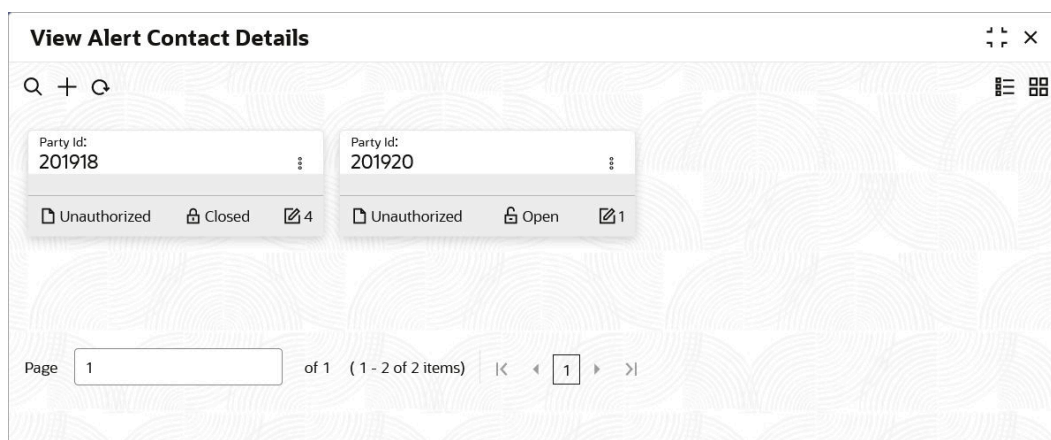 View Alert Contact Details
Party Id: Party Id:
201918 201920
Unauthorized Closed 4 Unauthorized Open 1
Page 1 of 1 ( 1 - 2 of 2 items) 1